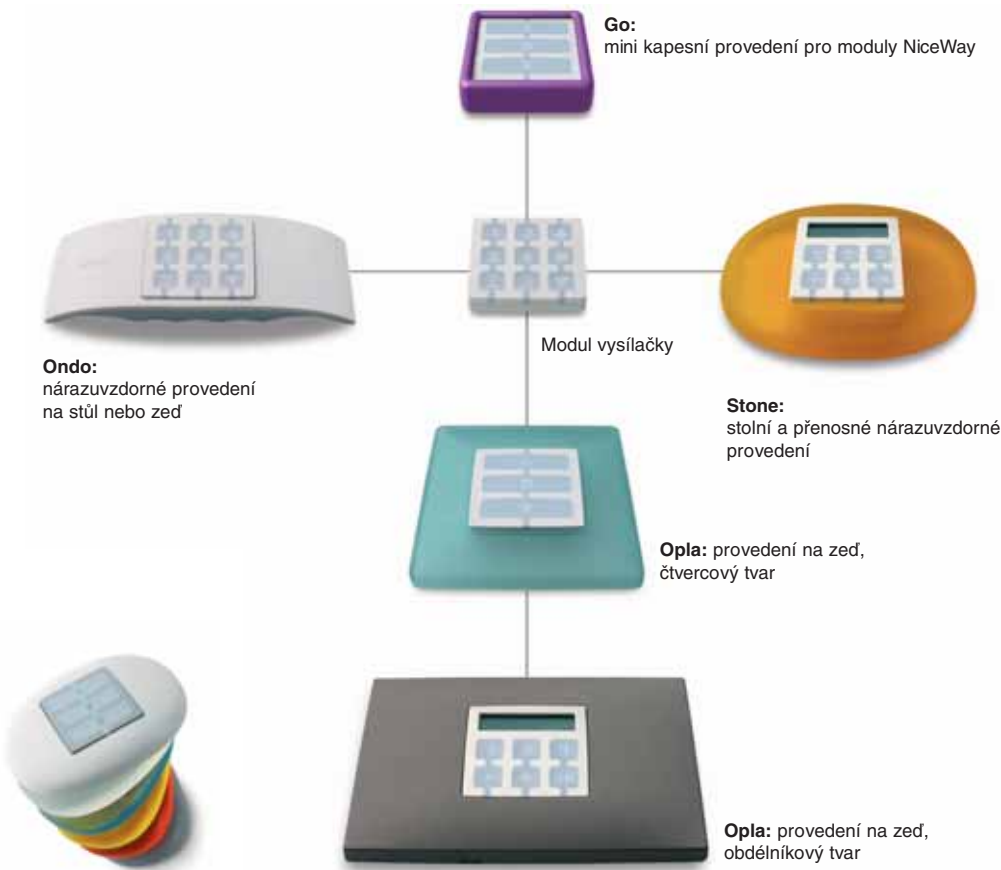 Go:
mini kapesní provedení pro moduly NiceWay
Modul vysílačky
Ondo:
nárazuvzdorné provedení
na stůl nebo zeď
Stone:
stolní a přenosné nárazuvzdorné
provedení
Opla: provedení na zeď,
čtvercový tvar
Opla: provedení na zeď,
obdélníkový tvar